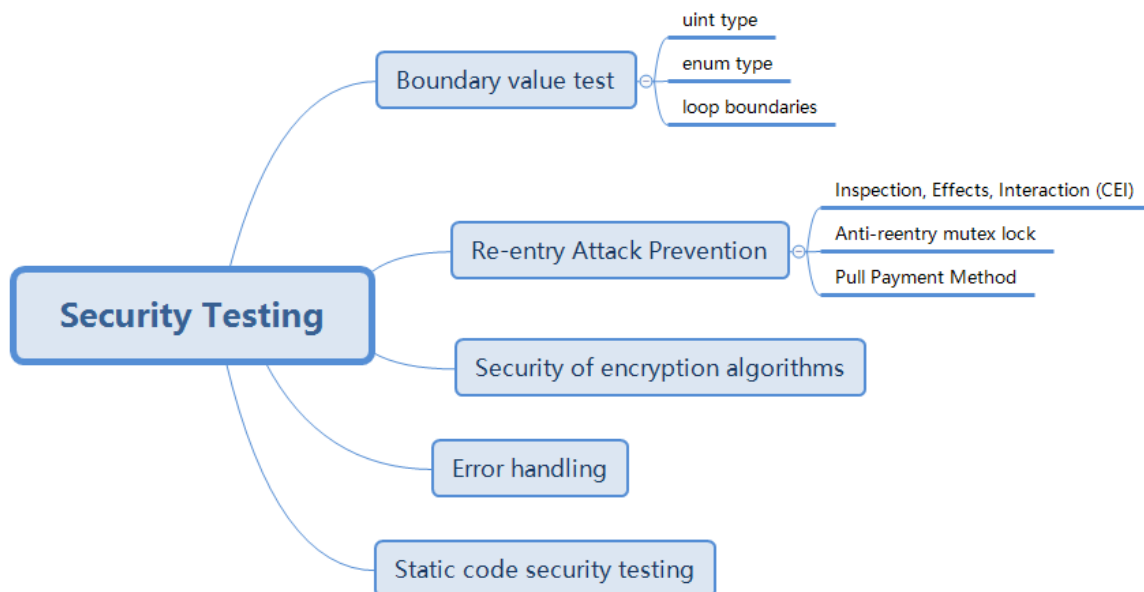 Security Testing
Boundary value test
uint type
enum type
loop boundaries
Re-entry Attack Prevention
Inspection, Effects, Interaction (CEI)
Anti-reentry mutex lock
Pull Payment Method
Security of encryption algorithms
Error handling
Static code security testing